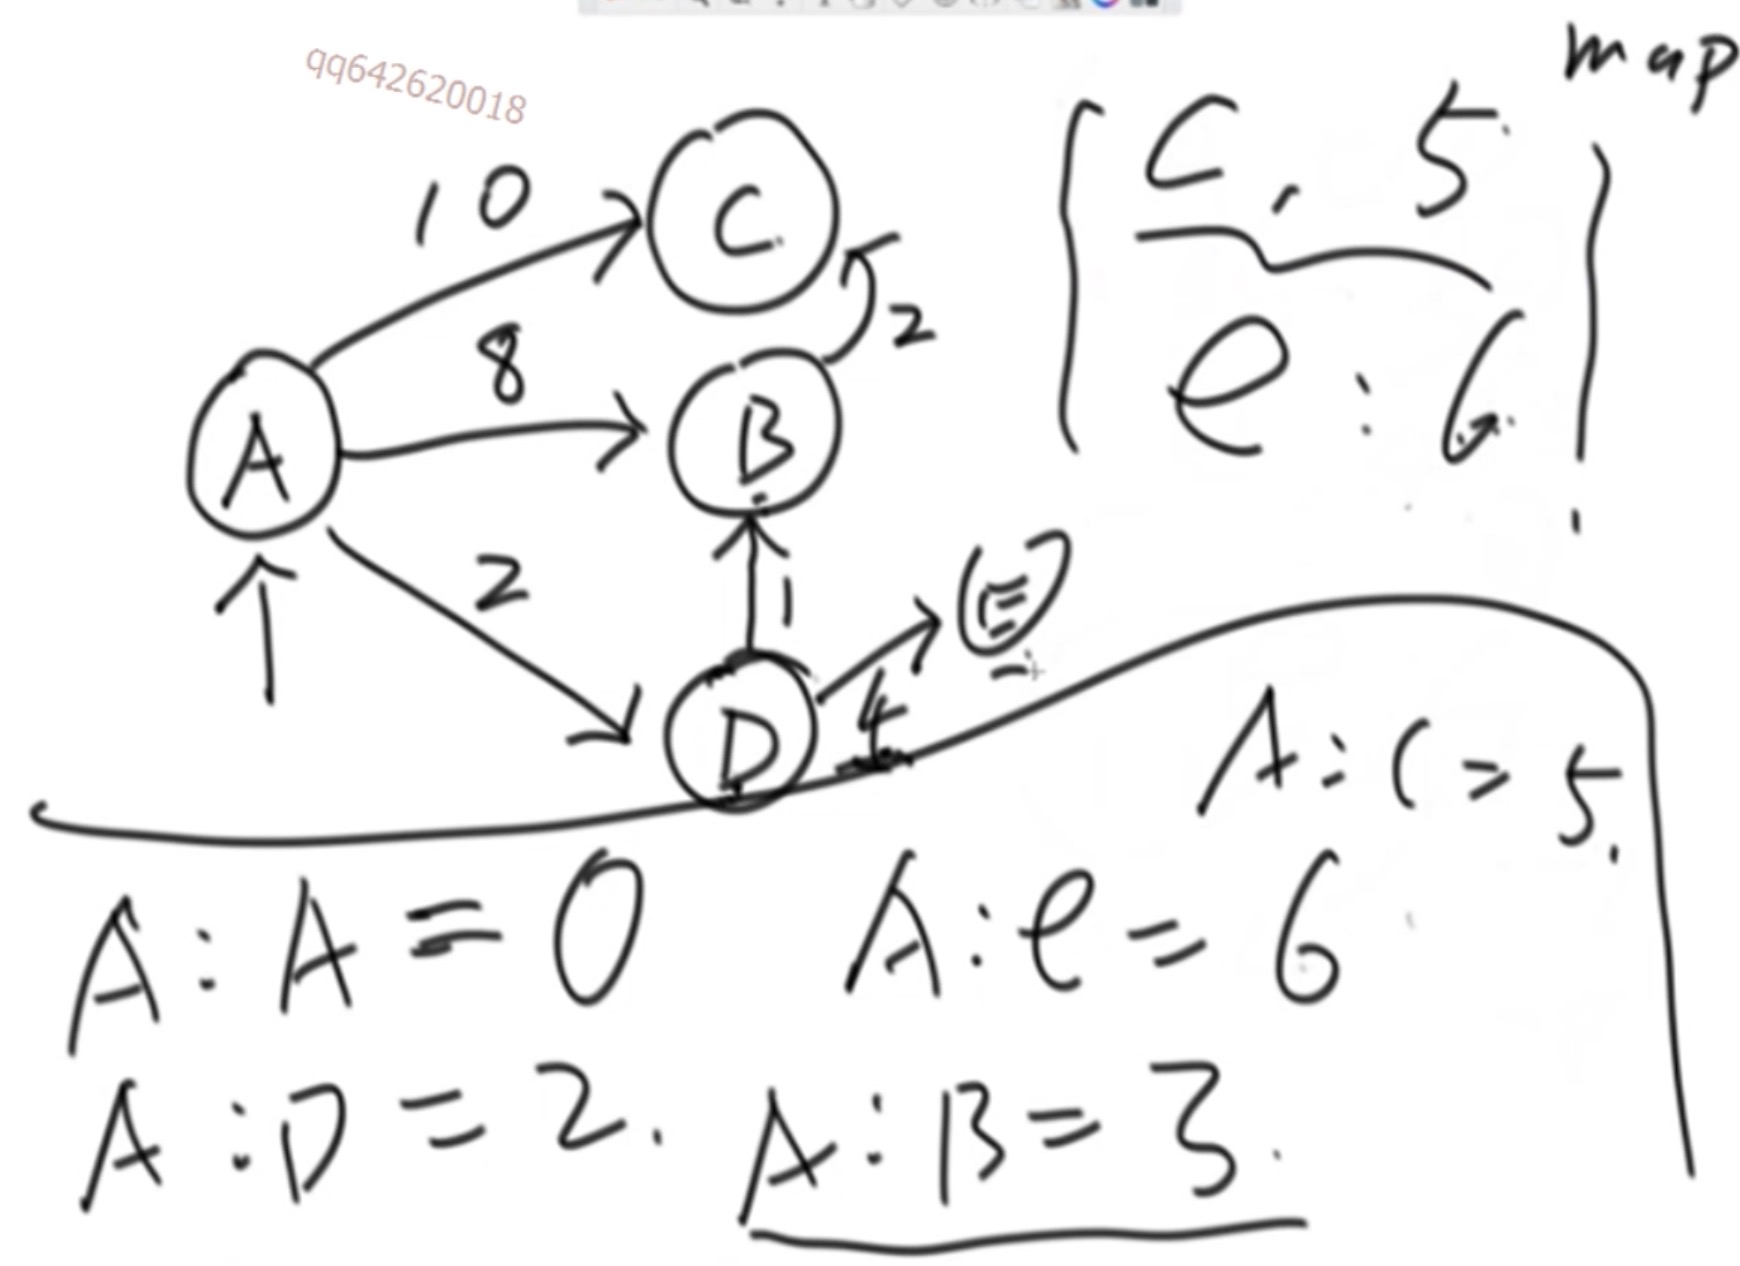 map
qq642620018
C, 5
10
C
8
2
e : 6
A
B
2
1
E
D
4
A : C = 5.
A : A = 0
A : e = 6
A : D = 2.
A : B = 3.